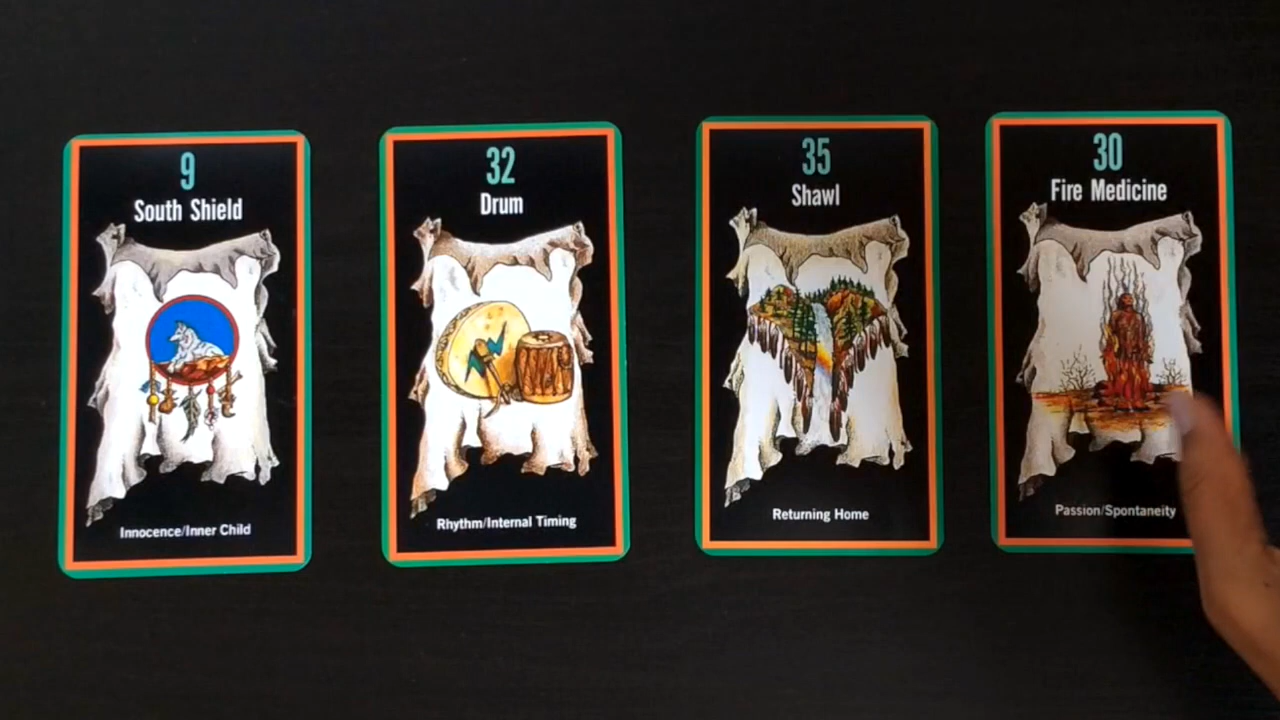 9
South Shield
Innocence/Inner Child
32
Drum
Rhythm/Internal Timing
35
Shawl
Returning Home
30
Fire Medicine
Passion/Spontaneity